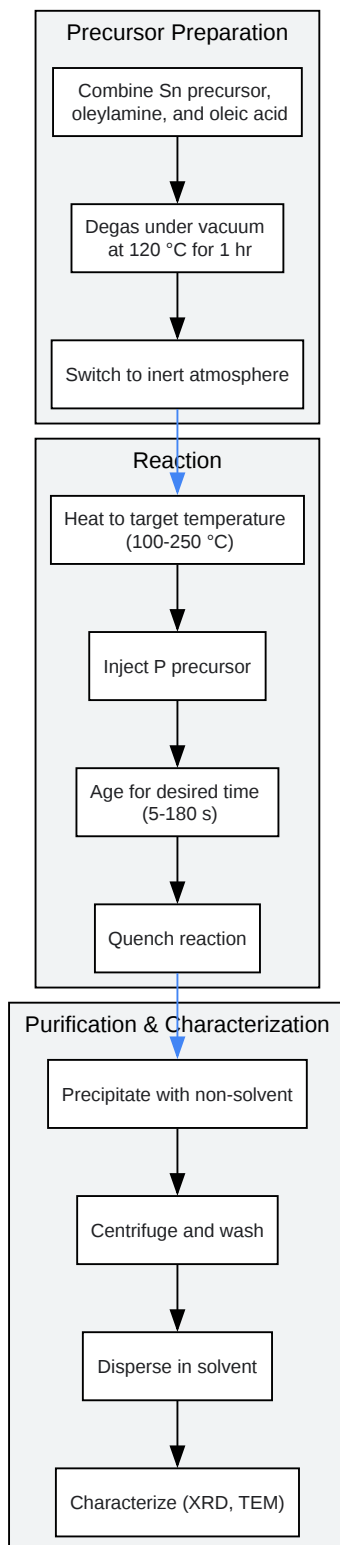 Precursor Preparation
Combine Sn precursor,
oleylamine, and oleic acid
Degas under vacuum
at 120 °C for 1 hr
Switch to inert atmosphere
Reaction
Heat to target temperature
(100-250 °C)
Inject P precursor
Age for desired time
(5-180 s)
Quench reaction
Purification & Characterization
Precipitate with non-solvent
Centrifuge and wash
Disperse in solvent
Characterize (XRD, TEM)